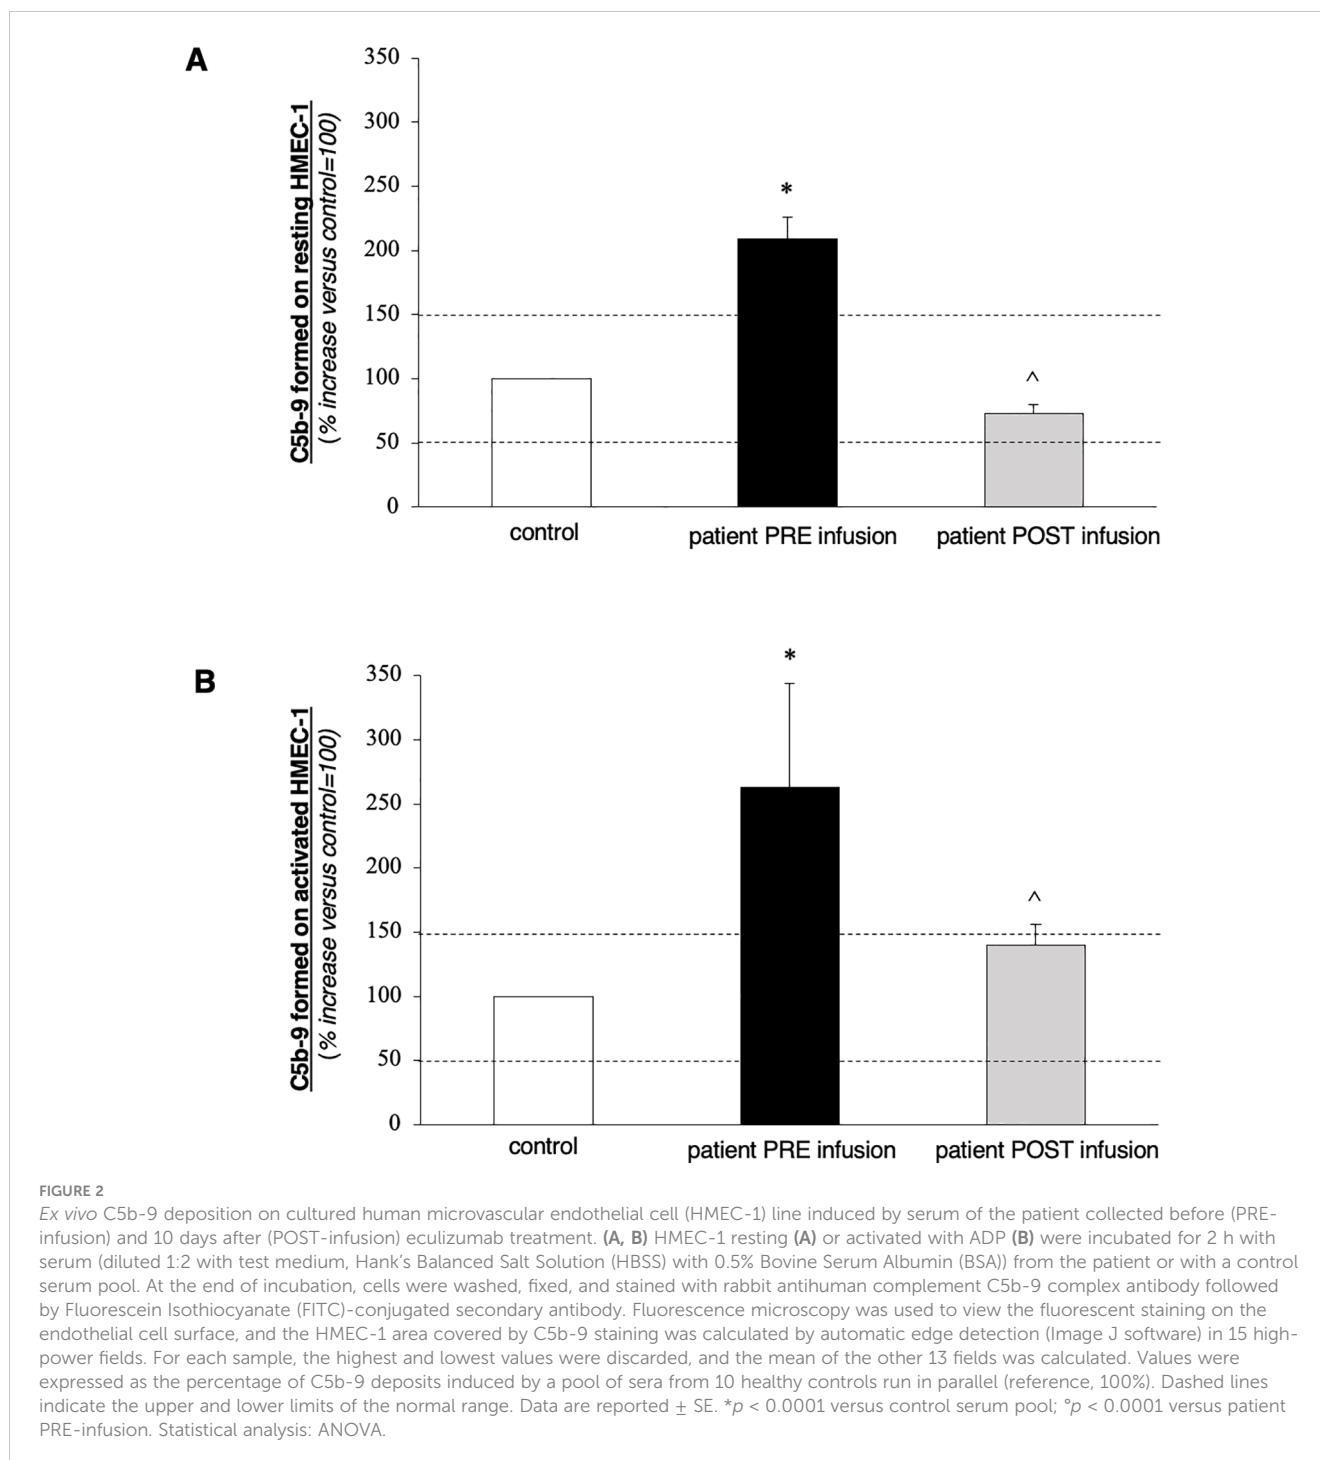 A
350
300
250
200
150
100
50
0
C5b-9 formed on resting HMEC-1
(% increase versus control=100)
*
^
control
patient PRE infusion
patient POST infusion
B
350
300
250
200
150
100
50
0
C5b-9 formed on activated HMEC-1
(% increase versus control=100)
*
^
control
patient PRE infusion
patient POST infusion
FIGURE 2
Ex vivo C5b-9 deposition on cultured human microvascular endothelial cell (HMEC-1) line induced by serum of the patient collected before (PRE-
infusion) and 10 days after (POST-infusion) eculizumab treatment. (A, B) HMEC-1 resting (A) or activated with ADP (B) were incubated for 2 h with
serum (diluted 1:2 with test medium, Hank’s Balanced Salt Solution (HBSS) with 0.5% Bovine Serum Albumin (BSA)) from the patient or with a control
serum pool. At the end of incubation, cells were washed, fixed, and stained with rabbit antihuman complement C5b-9 complex antibody followed
by Fluorescein Isothiocyanate (FITC)-conjugated secondary antibody. Fluorescence microscopy was used to view the fluorescent staining on the
endothelial cell surface, and the HMEC-1 area covered by C5b-9 staining was calculated by automatic edge detection (Image J software) in 15 high-
power fields. For each sample, the highest and lowest values were discarded, and the mean of the other 13 fields was calculated. Values were
expressed as the percentage of C5b-9 deposits induced by a pool of sera from 10 healthy controls run in parallel (reference, 100%). Dashed lines
indicate the upper and lower limits of the normal range. Data are reported ± SE. *p < 0.0001 versus control serum pool; °p < 0.0001 versus patient
PRE-infusion. Statistical analysis: ANOVA.